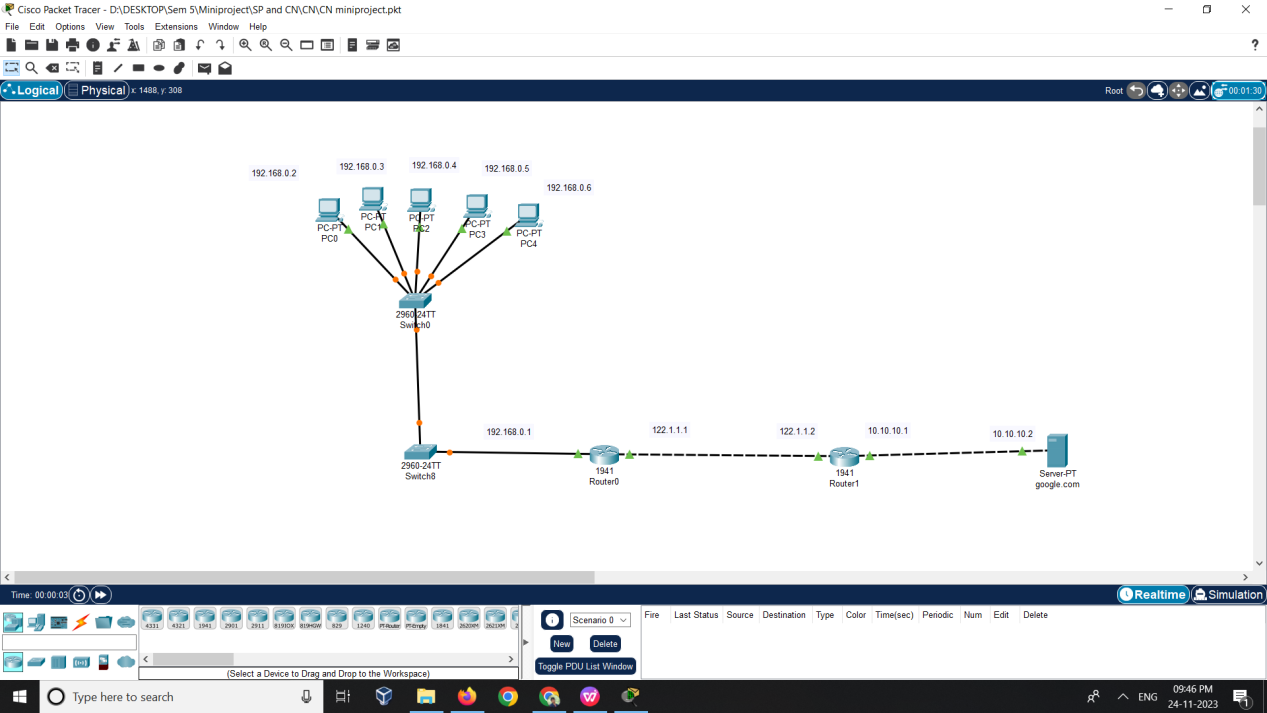 Cisco Packet Tracer - D:\DESKTOP\Sem 5\Miniproject\SP and CN\CN\CN miniproject.pkt
File Edit Options View Tools Extensions Window Help
Logical Physical x: 1488, y: 308 Root 00:01:30
192.168.0.2 192.168.0.3 192.168.0.4 192.168.0.5
192.168.0.6
PC-PT PC-PT PC-PT PC-PT PC-PT
PC0 PC1 PC2 PC3 PC4
2960-24TT
Switch0
192.168.0.1 122.1.1.1 122.1.1.2 10.10.10.1 10.10.10.2
2960-24TT 1941 1941 Server-PT
Switch8 Router0 Router1 google.com
Time: 00:00:03 Realtime Simulation
4331 4321 1941 2901 2911 819IOX 819HGW 829 1240 PT-Router PT-Empty 1841 2620XM 2621XM
Scenario 0
New Delete
Toggle PDU List Window
Fire Last Status Source Destination Type Color Time(sec) Periodic Num Edit Delete
(Select a Device to Drag and Drop to the Workspace)
Type here to search
ENG
09:46 PM
24-11-2023
1